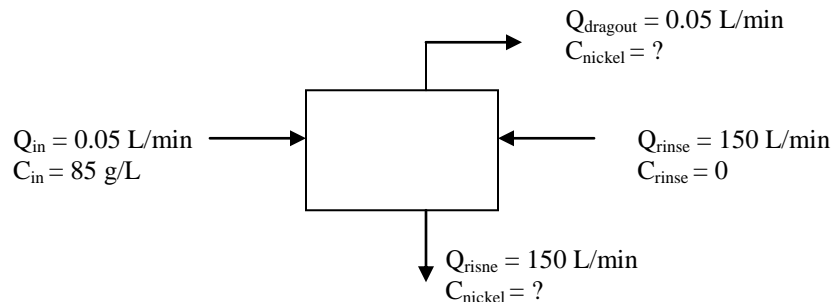 Q_dragout = 0.05 L/min
C_nickel = ?
Q_in = 0.05 L/min
C_in = 85 g/L
Q_rinse = 150 L/min
C_rinse = 0
Q_risne = 150 L/min
C_nickel = ?